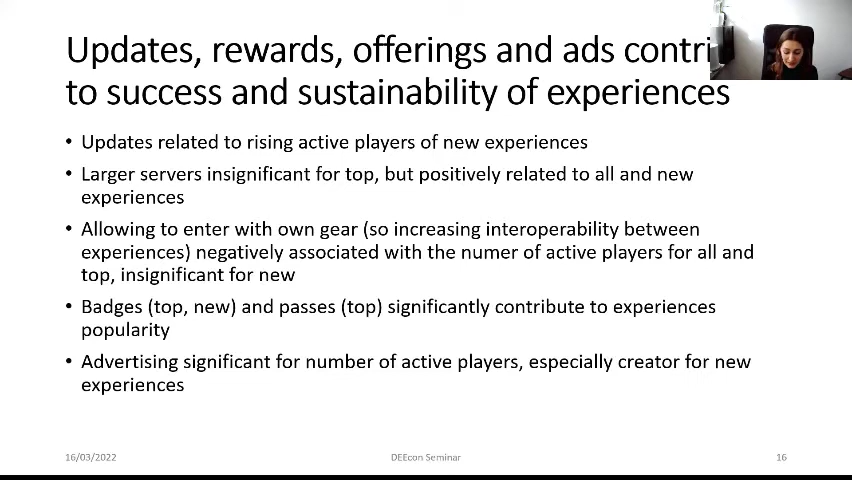 Updates, rewards, offerings and ads contri
to success and sustainability of experiences
• Updates related to rising active players of new experiences
• Larger servers insignificant for top, but positively related to all and new
experiences
• Allowing to enter with own gear (so increasing interoperability between
experiences) negatively associated with the numer of active players for all and
top, insignificant for new
• Badges (top, new) and passes (top) significantly contribute to experiences
popularity
• Advertising significant for number of active players, especially creator for new
experiences
16/03/2022
DEEcon Seminar
16